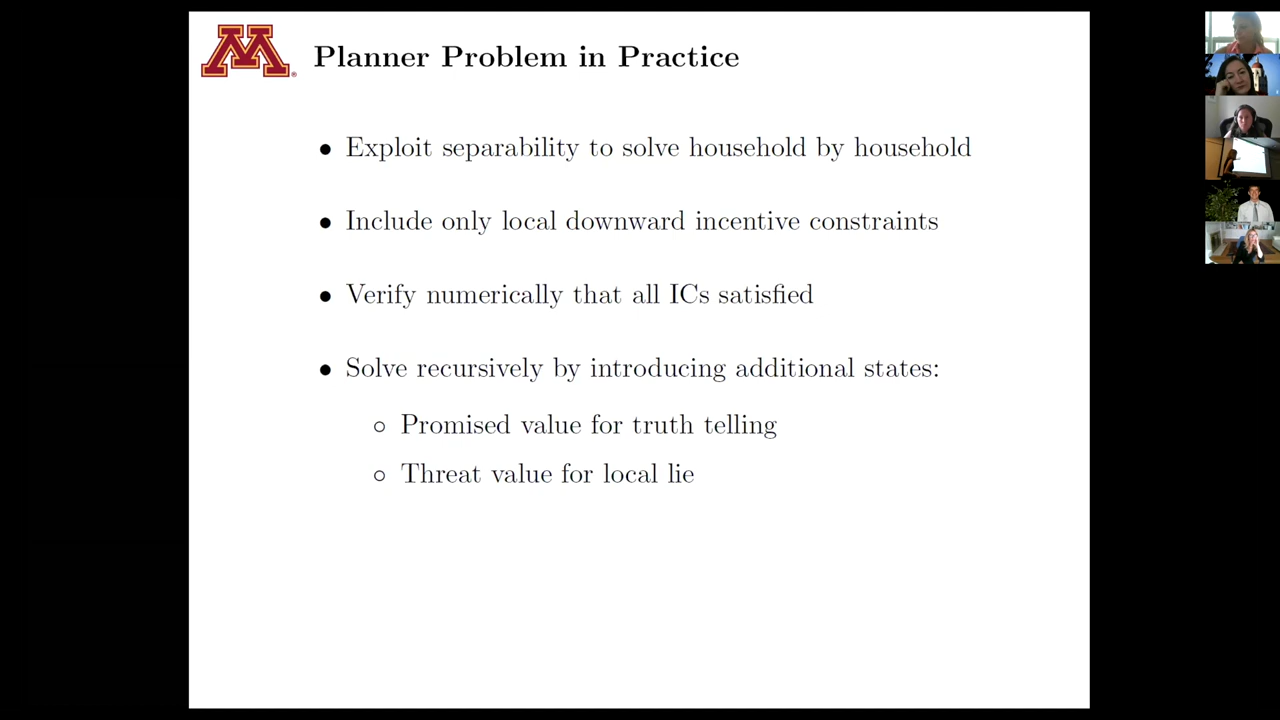 M
Planner Problem in Practice
• Exploit separability to solve household by household
• Include only local downward incentive constraints
• Verify numerically that all ICs satisfied
• Solve recursively by introducing additional states:
◦ Promised value for truth telling
◦ Threat value for local lie